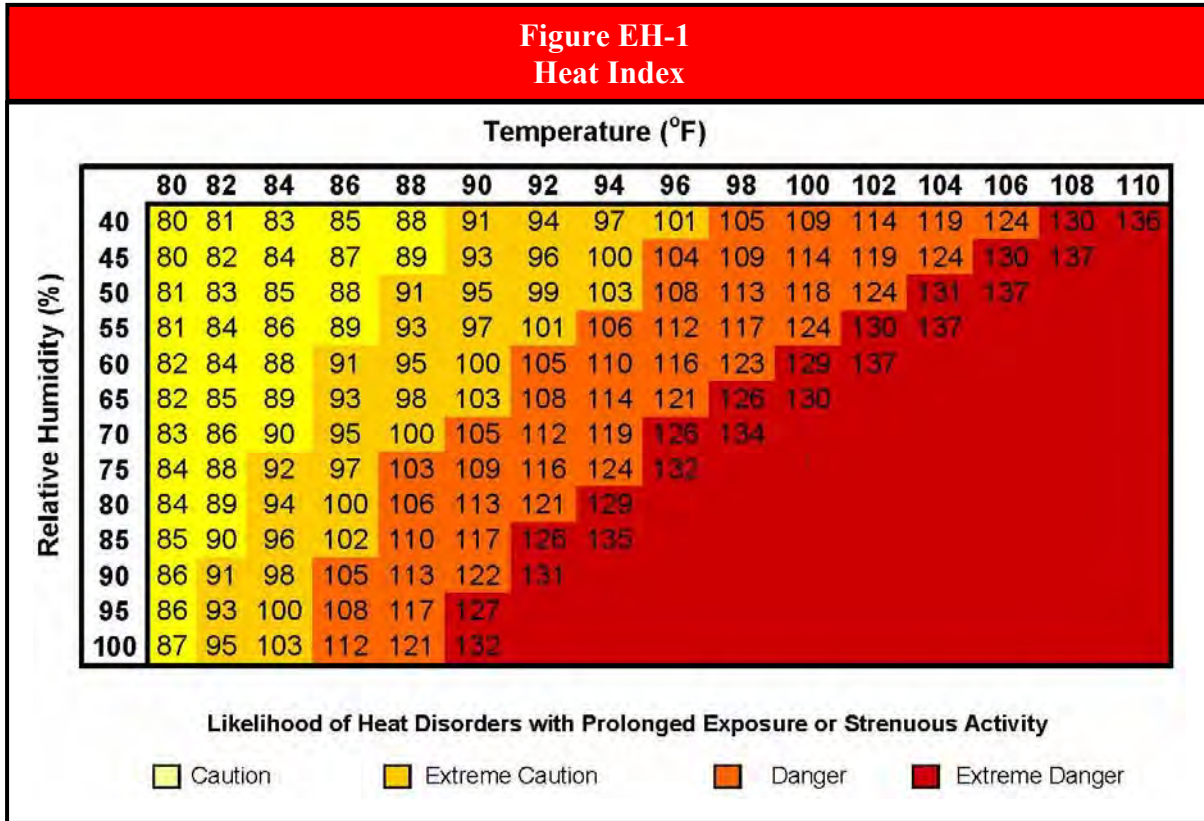 Figure EH-1
Heat Index
Temperature (°F)
80 82 84 86 88 90 92 94 96 98 100 102 104 106 108 110
Relative Humidity (%)
40 80 81 83 85 88 91 94 97 101 105 109 114 119 124 130 136
45 80 82 84 87 89 93 96 100 104 109 114 119 124 130 137
50 81 83 85 88 91 95 99 103 108 113 118 124 131 137
55 81 84 86 89 93 97 101 106 112 117 124 130 137
60 82 84 88 91 95 100 105 110 116 123 129 137
65 82 85 89 93 98 103 108 114 121 126 130
70 83 86 90 95 100 105 112 119 126 134
75 84 88 92 97 103 109 116 124 132
80 84 89 94 100 106 113 121 129
85 85 90 96 102 110 117 126 135
90 86 91 98 105 113 122 131
95 86 93 100 108 117 127
100 87 95 103 112 121 132
Likelihood of Heat Disorders with Prolonged Exposure or Strenuous Activity
Caution Extreme Caution Danger Extreme Danger